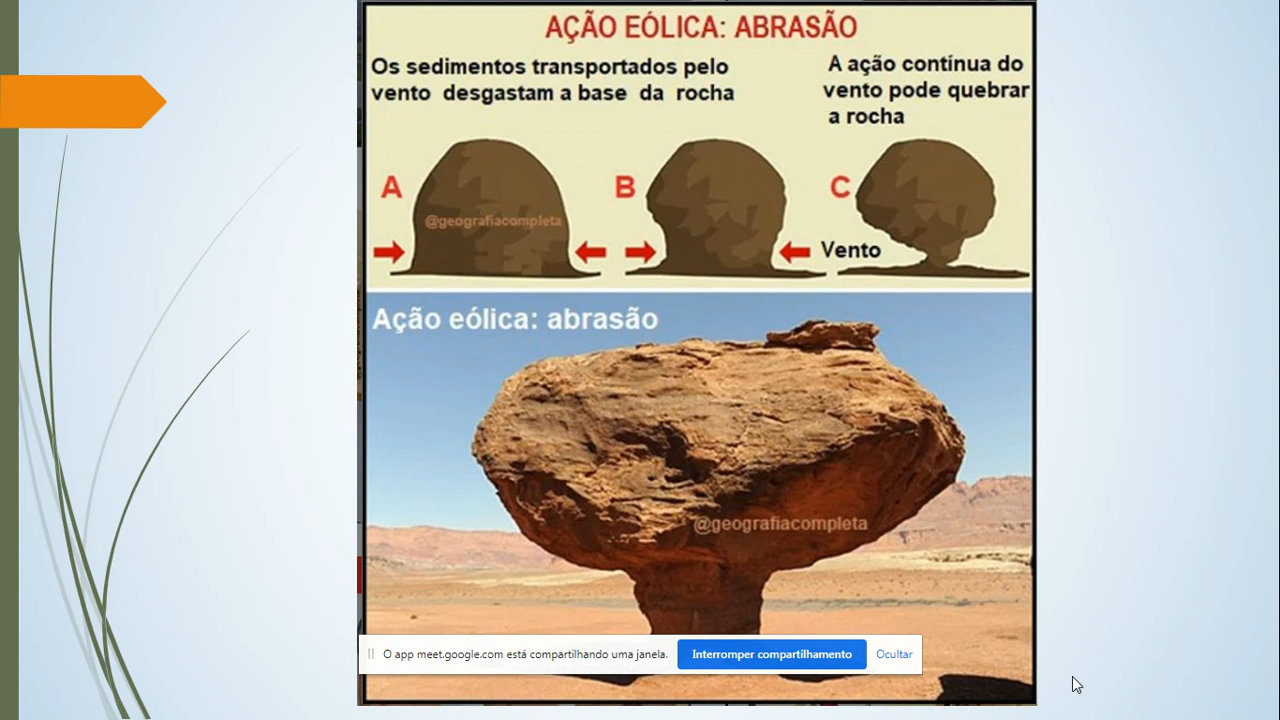 AÇÃO EÓLICA: ABRASÃO
Os sedimentos transportados pelo
vento desgastam a base da rocha
A ação contínua do
vento pode quebrar
a rocha
A
B
C
@geografiacompleta
Vento
Ação eólica: abrasão
@geografiacompleta
O app meet.google.com está compartilhando uma janela.
Interromper compartilhamento
Ocultar